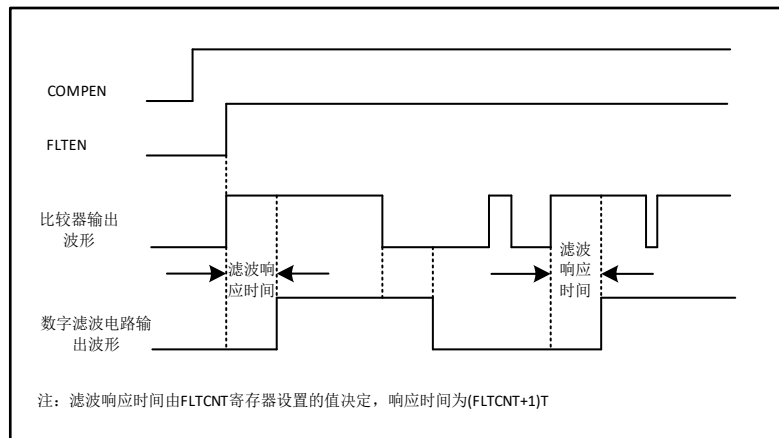 COMPEN
FLTEN
比较器输出
波形
滤波响
应时间
滤波
响应
时间
数字滤波电路输
出波形
注：滤波响应时间由FLTCNT寄存器设置的值决定，响应时间为(FLTCNT+1)T